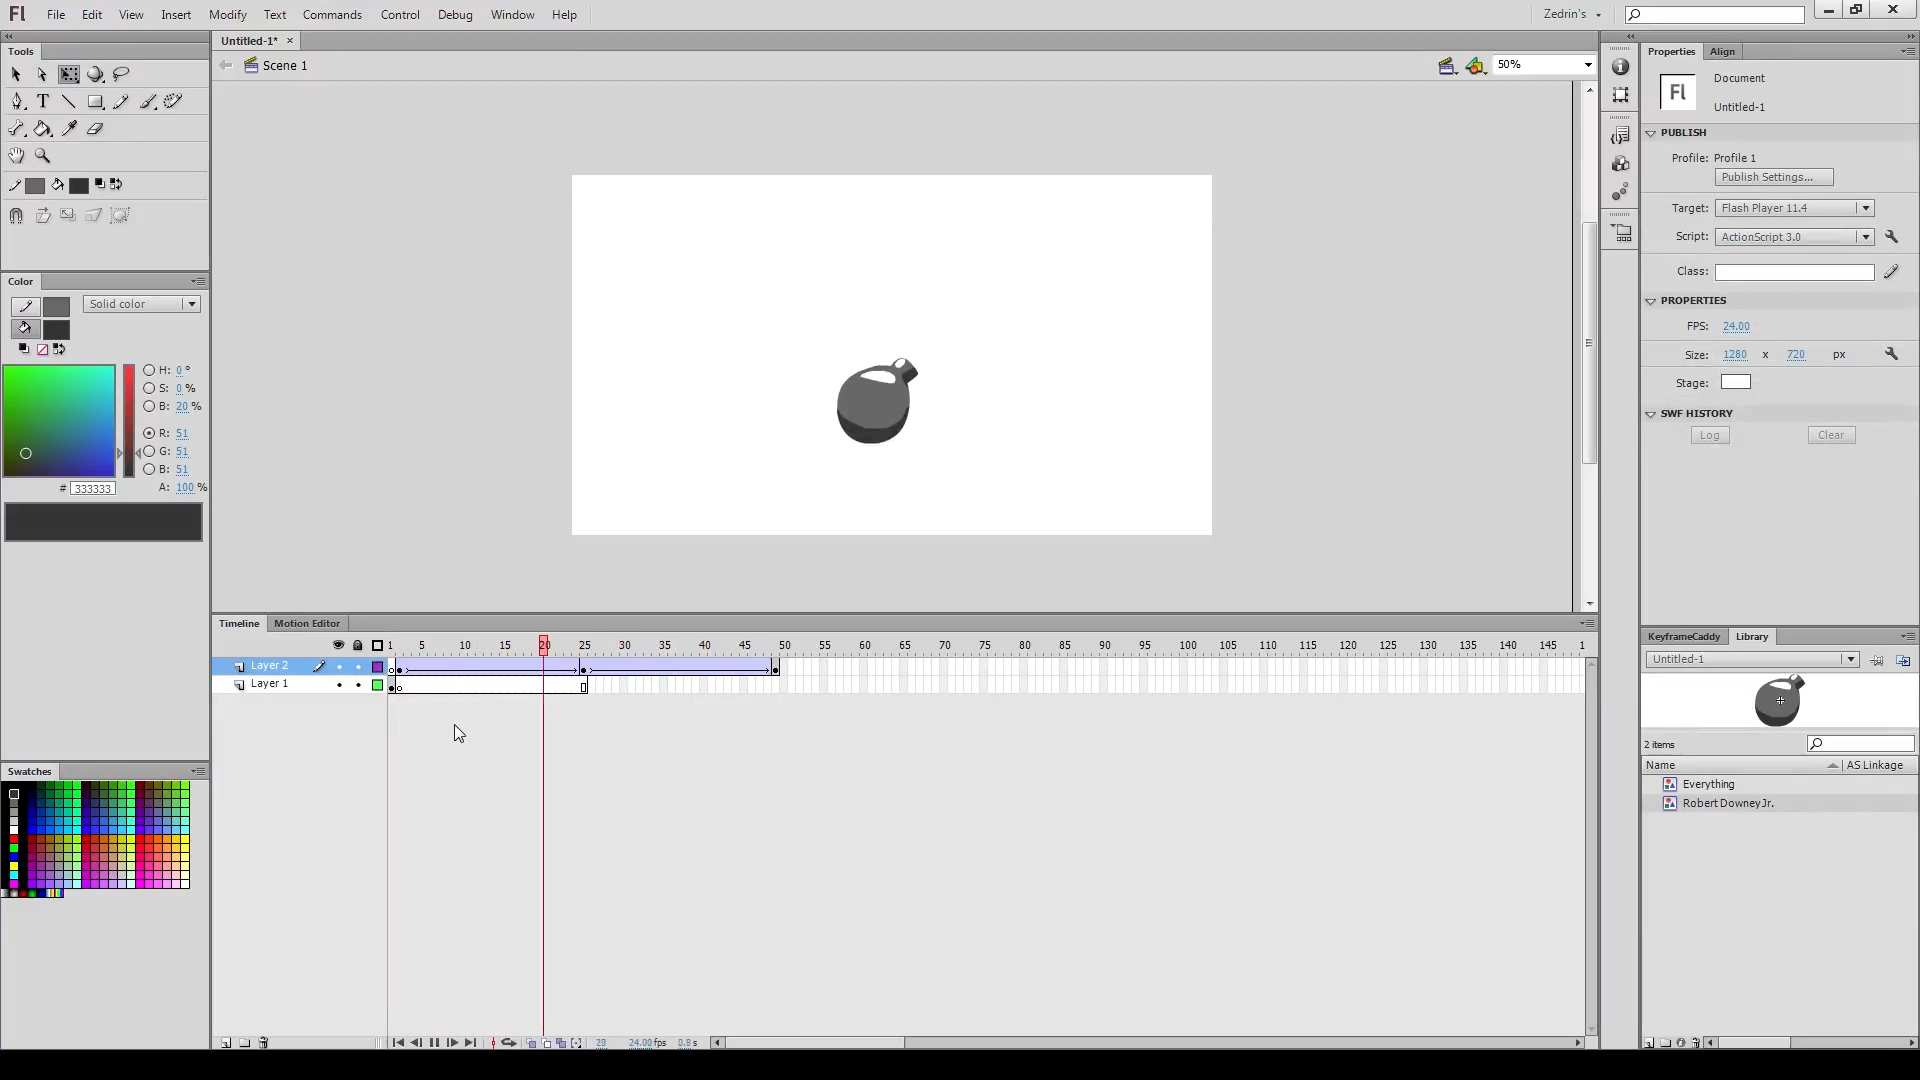 Fl File Edit View Insert Modify Text Commands Control Debug Window Help Zedrin's
Tools
Untitled-1*
Scene 1
50%
Properties Align
Document
Fl
Untitled-1
PUBLISH
Profile: Profile 1
Publish Settings...
Target: Flash Player 11.4
Script: ActionScript 3.0
Class:
PROPERTIES
FPS: 24.00
Size: 1280 x 720 px
Stage:
SWF HISTORY
Log Clear
Color
Solid color
H: 0 °
S: 0 %
B: 20 %
R: 51
G: 51
B: 51
# 333333 A: 100 %
Timeline Motion Editor
1 5 10 15 20 25 30 35 40 45 50 55 60 65 70 75 80 85 90 95 100 105 110 115 120 125 130 135 140 145 1
Layer 2
Layer 1
24.00 fps 0.8 s
KeyframeCaddy Library
Untitled-1
2 items
Name AS Linkage
Everything
Robert DowneyJr.
Swatches